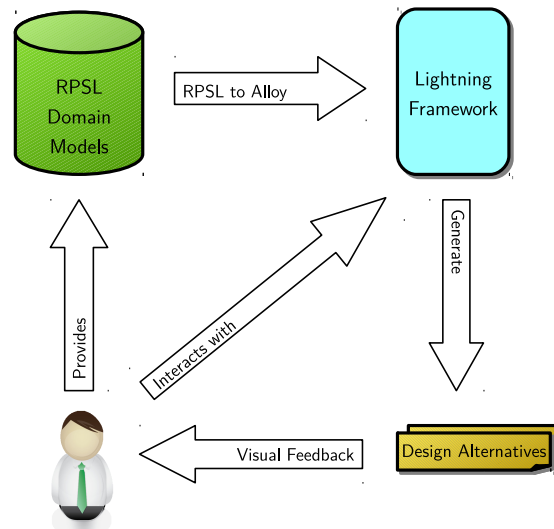 RPSL
Domain
Models
RPSL to Alloy
Lightning
Framework
Generate
Provides
Interacts with
Visual Feedback
Design Alternatives